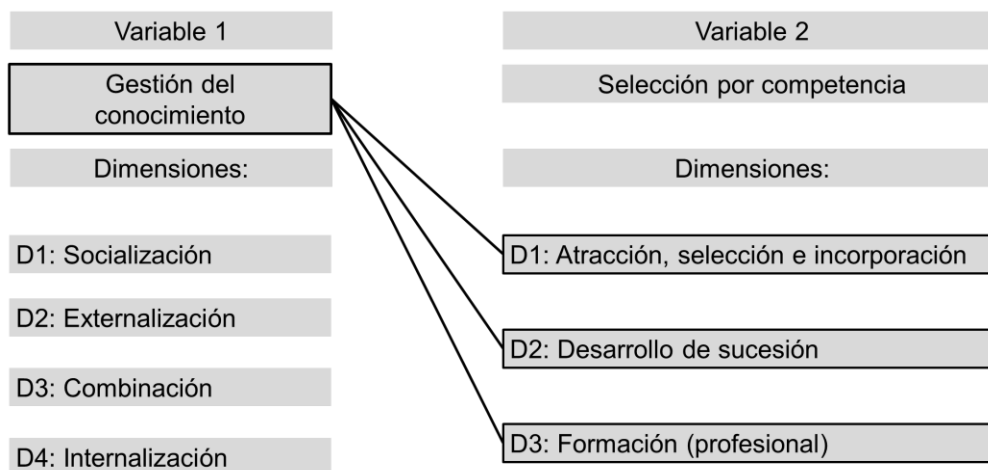 Variable 1
Gestión del
conocimiento
Dimensiones:
D1: Socialización
D2: Externalización
D3: Combinación
D4: Internalización
Variable 2
Selección por competencia
Dimensiones:
D1: Atracción, selección e incorporación
D2: Desarrollo de sucesión
D3: Formación (profesional)